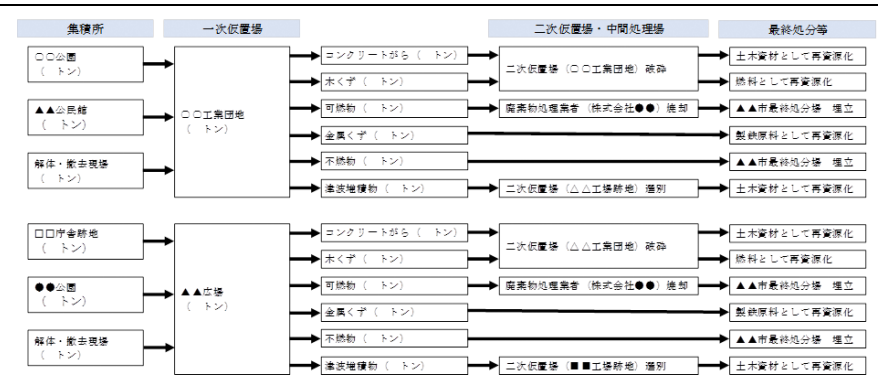 集積所 一次仮置場 二次仮置場・中間処理場 最終処分等
○○公園
（　トン）
▲▲公民館
（　トン）
解体・撤去現場
（　トン）
○○工業団地
（　トン）
コンクリートがら（　トン）
木くず（　トン）
可燃物（　トン）
金属くず（　トン）
不燃物（　トン）
津波堆積物（　トン）
二次仮置場（○○工業団地）破砕
廃棄物処理業者（株式会社●●）焼却
二次仮置場（△△工場跡地）選別
土木資材として再資源化
燃料として再資源化
▲▲市最終処分場　埋立
製鉄原料として再資源化
▲▲市最終処分場　埋立
土木資材として再資源化
□□庁舎跡地
（　トン）
●●公園
（　トン）
解体・撤去現場
（　トン）
▲▲広場
（　トン）
コンクリートがら（　トン）
木くず（　トン）
可燃物（　トン）
金属くず（　トン）
不燃物（　トン）
津波堆積物（　トン）
二次仮置場（△△工業団地）破砕
廃棄物処理業者（株式会社●●）焼却
二次仮置場（■■工場跡地）選別
土木資材として再資源化
燃料として再資源化
▲▲市最終処分場　埋立
製鉄原料として再資源化
▲▲市最終処分場　埋立
土木資材として再資源化